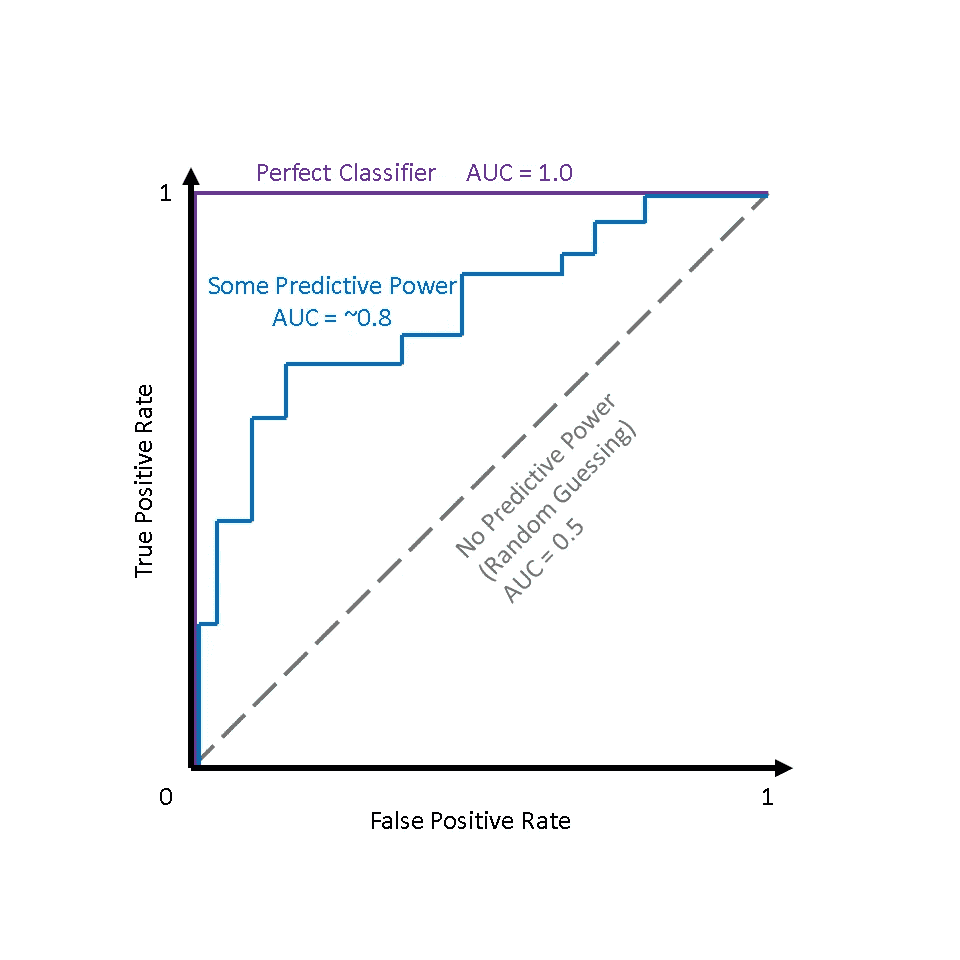 Perfect Classifier AUC = 1.0
1
Some Predictive Power
AUC = ~0.8
True Positive Rate
No Predictive Power
(Random Guessing)
AUC = 0.5
0
1
False Positive Rate